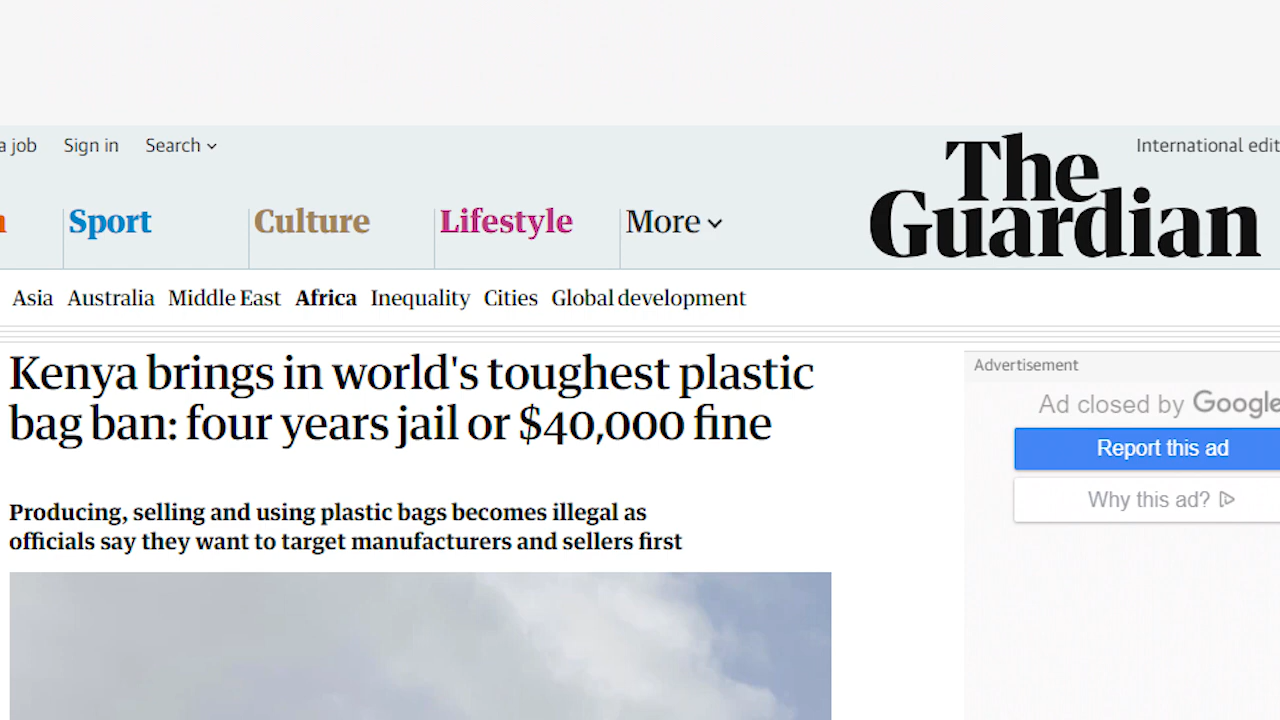 a job Sign in Search
International edit
The
Guardian
Sport Culture Lifestyle More
Asia Australia Middle East Africa Inequality Cities Global development
Kenya brings in world's toughest plastic
bag ban: four years jail or $40,000 fine
Producing, selling and using plastic bags becomes illegal as
officials say they want to target manufacturers and sellers first
Advertisement
Ad closed by Google
Report this ad
Why this ad?